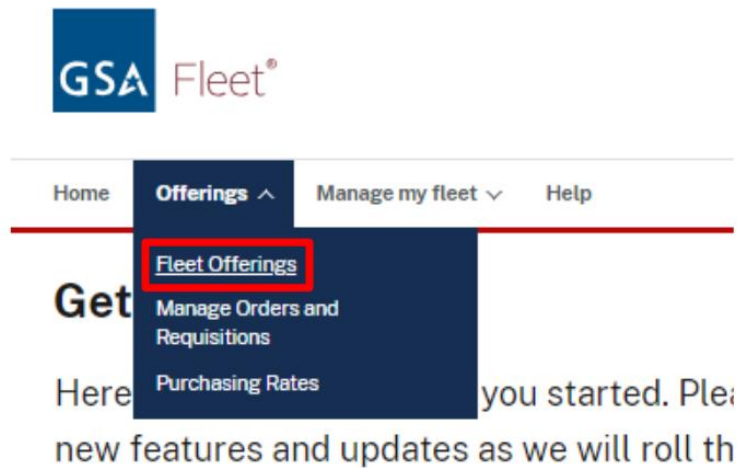 GSA Fleet®
Home Offerings Manage my fleet Help
Fleet Offerings
Get
Manage Orders and
Requisitions
Here
Purchasing Rates
you started. Plea
new features and updates as we will roll th